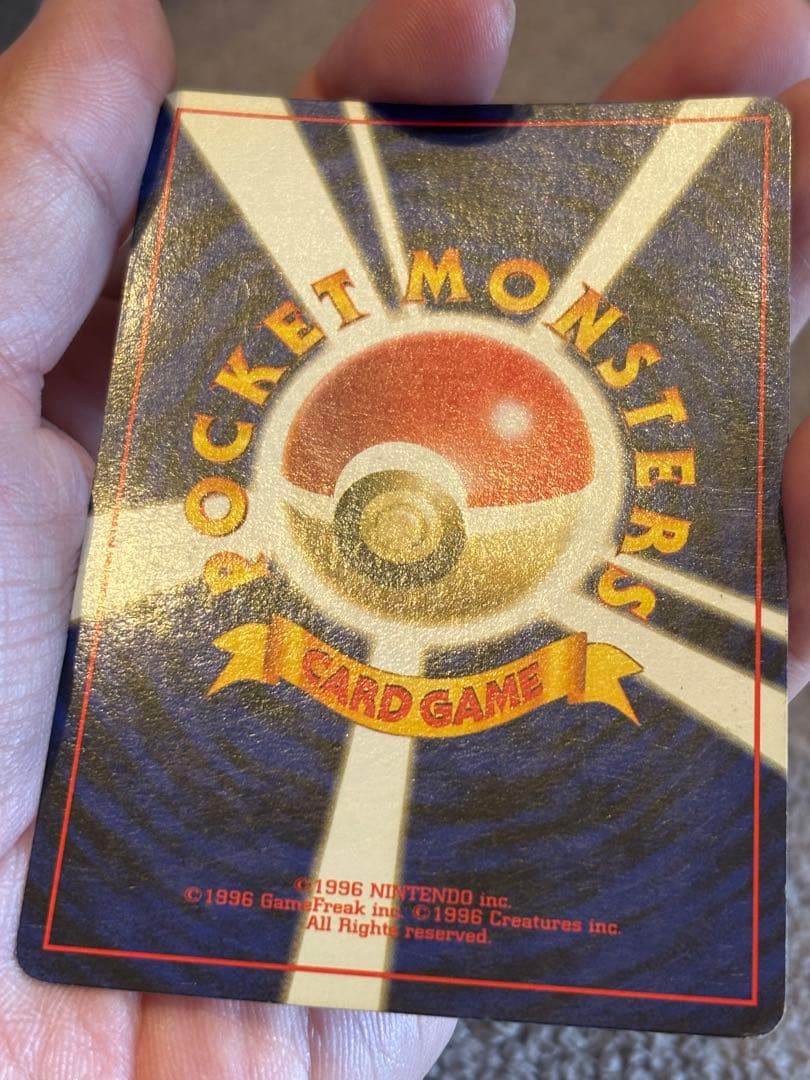 POCKET MONSTERS
CARD GAME
©1996 NINTENDO inc.
©1996 GameFreak inc. ©1996 Creatures inc.
All Rights reserved.